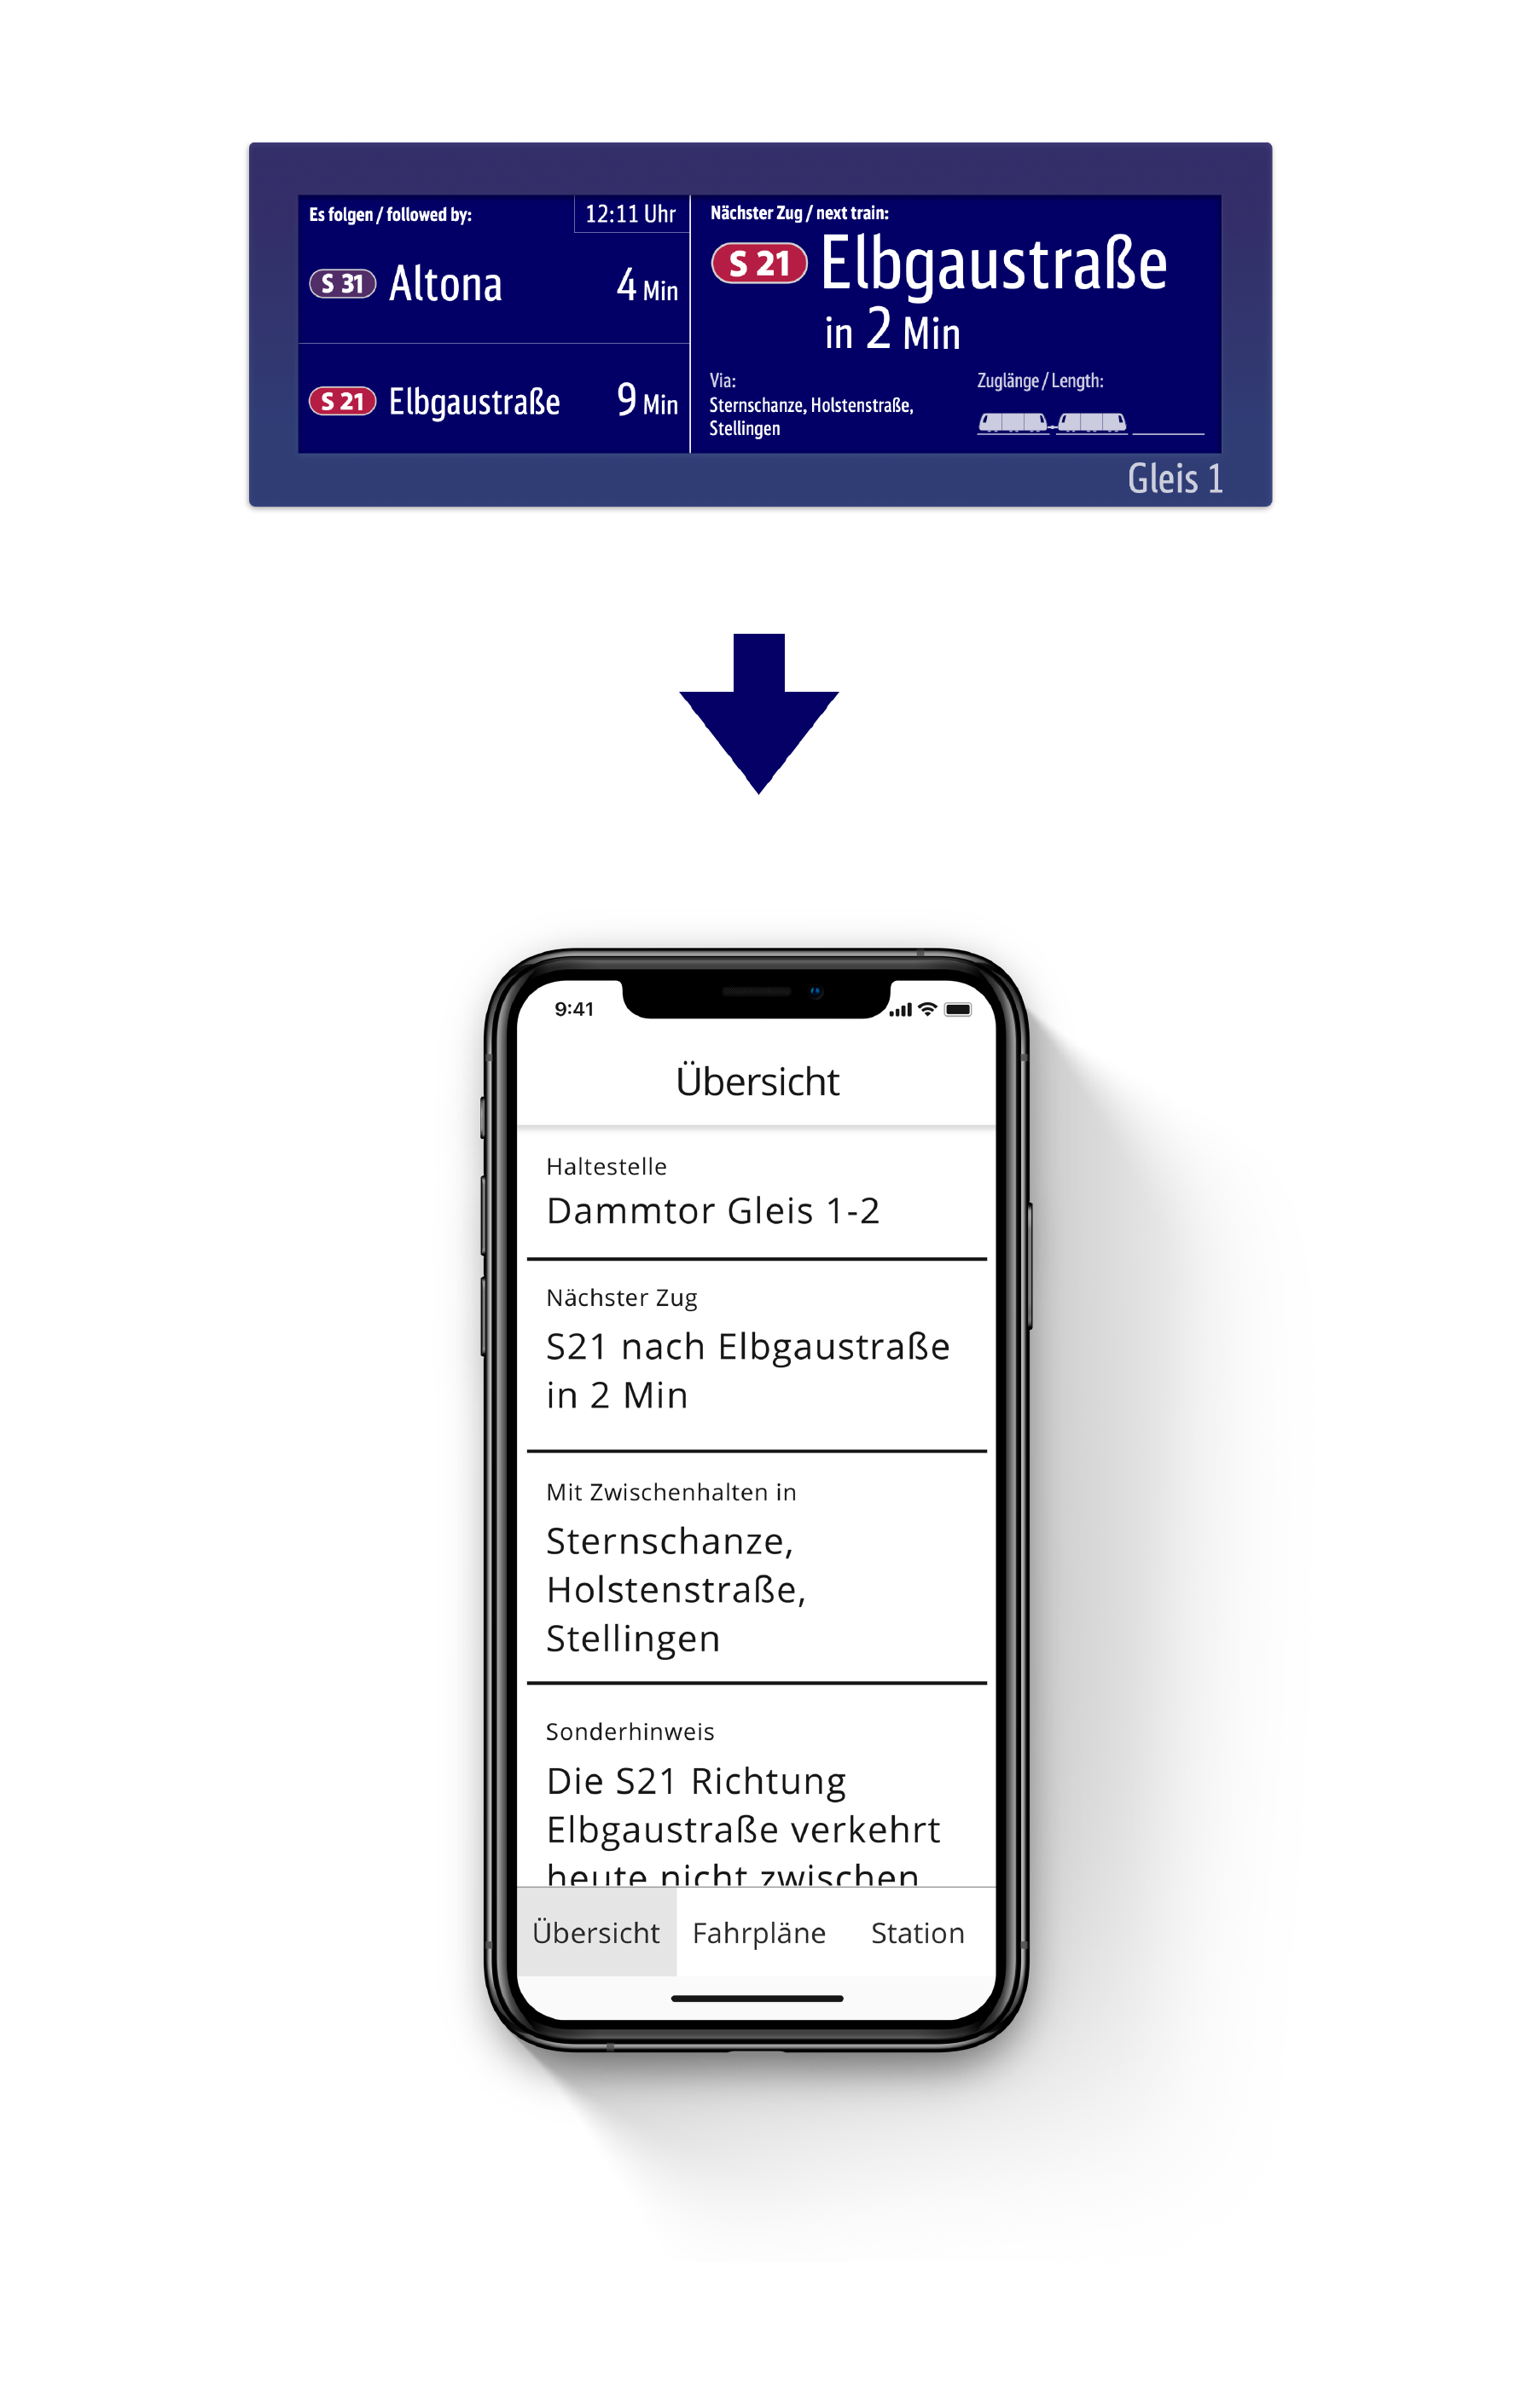 Es folgen / followed by:
12:11 Uhr
S 31 Altona 4 Min
S 21 Elbgaustraße 9 Min
Nächster Zug / next train:
S 21 Elbgaustraße
in 2 Min
Via:
Sternschanze, Holstenstraße,
Stellingen
Zuglänge / Length:
Gleis 1
9:41
Übersicht
Haltestelle
Dammtor Gleis 1-2
Nächster Zug
S21 nach Elbgaustraße
in 2 Min
Mit Zwischenhalten in
Sternschanze,
Holstenstraße,
Stellingen
Sonderhinweis
Die S21 Richtung
Elbgaustraße verkehrt
heute nicht zwischen
Übersicht Fahrpläne Station